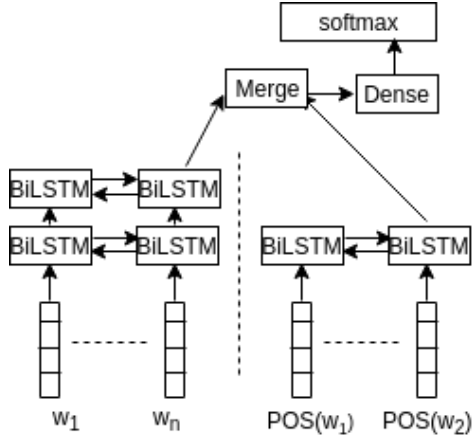 softmax
Merge
Dense
BiLSTM BiLSTM
BiLSTM BiLSTM BiLSTM BiLSTM
w₁ wₙ POS(w₁) POS(w₂)